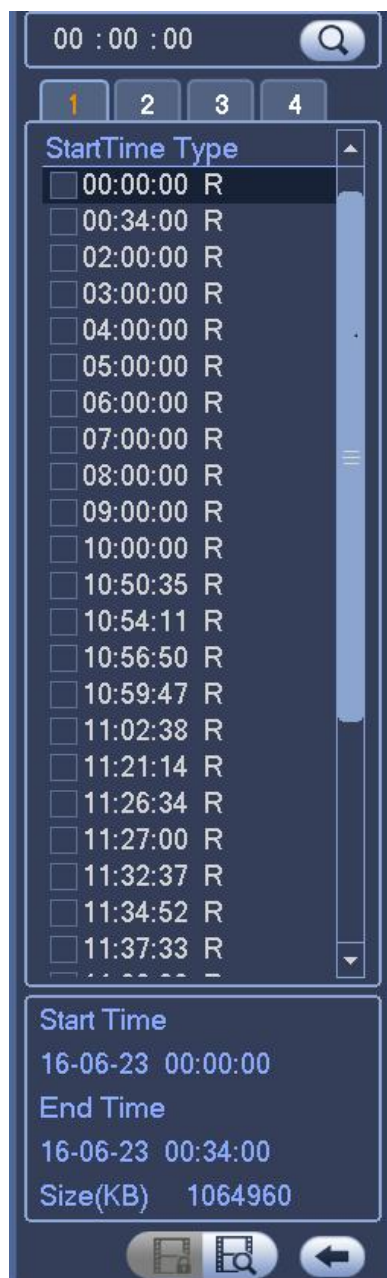 00 :00 :00
1 2 3 4
StartTime Type
00:00:00 R
00:34:00 R
02:00:00 R
03:00:00 R
04:00:00 R
05:00:00 R
06:00:00 R
07:00:00 R
08:00:00 R
09:00:00 R
10:00:00 R
10:50:35 R
10:54:11 R
10:56:50 R
10:59:47 R
11:02:38 R
11:21:14 R
11:26:34 R
11:27:00 R
11:32:37 R
11:34:52 R
11:37:33 R
Start Time
16-06-23 00:00:00
End Time
16-06-23 00:34:00
Size(KB) 1064960